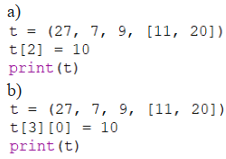 a)
t = (27, 7, 9, [11, 20])
t[2] = 10
print(t)
b)
t = (27, 7, 9, [11, 20])
t[3][0] = 10
print(t)